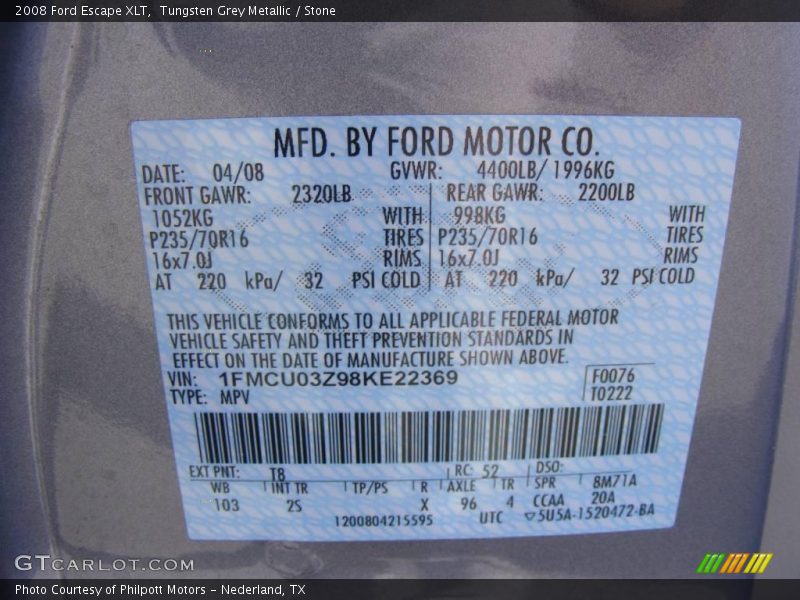 2008 Ford Escape XLT, Tungsten Grey Metallic / Stone
MFD. BY FORD MOTOR CO.
DATE: 04/08 GVWR: 4400LB/ 1996KG
FRONT GAWR: 2320LB REAR GAWR: 2200LB
1052KG WITH 998KG WITH
P235/70R16 TIRES P235/70R16 TIRES
16x7.0J RIMS 16x7.0J RIMS
AT 220 kPa/ 32 PSI COLD AT 220 kPa/ 32 PSI COLD
THIS VEHICLE CONFORMS TO ALL APPLICABLE FEDERAL MOTOR
VEHICLE SAFETY AND THEFT PREVENTION STANDARDS IN
EFFECT ON THE DATE OF MANUFACTURE SHOWN ABOVE.
VIN: 1FMCU03Z98KE22369 F0076
TYPE: MPV T0222
EXT PNT: T8 RC: 52 DSO:
WB INT TR TP/PS R AXLE TR SPR 8M71A
103 2S X 96 4 CCAA 20A
1200804215595 UTC ▽5U5A-1520472-BA
GTCARLOT.COM
Photo Courtesy of Philpott Motors - Nederland, TX